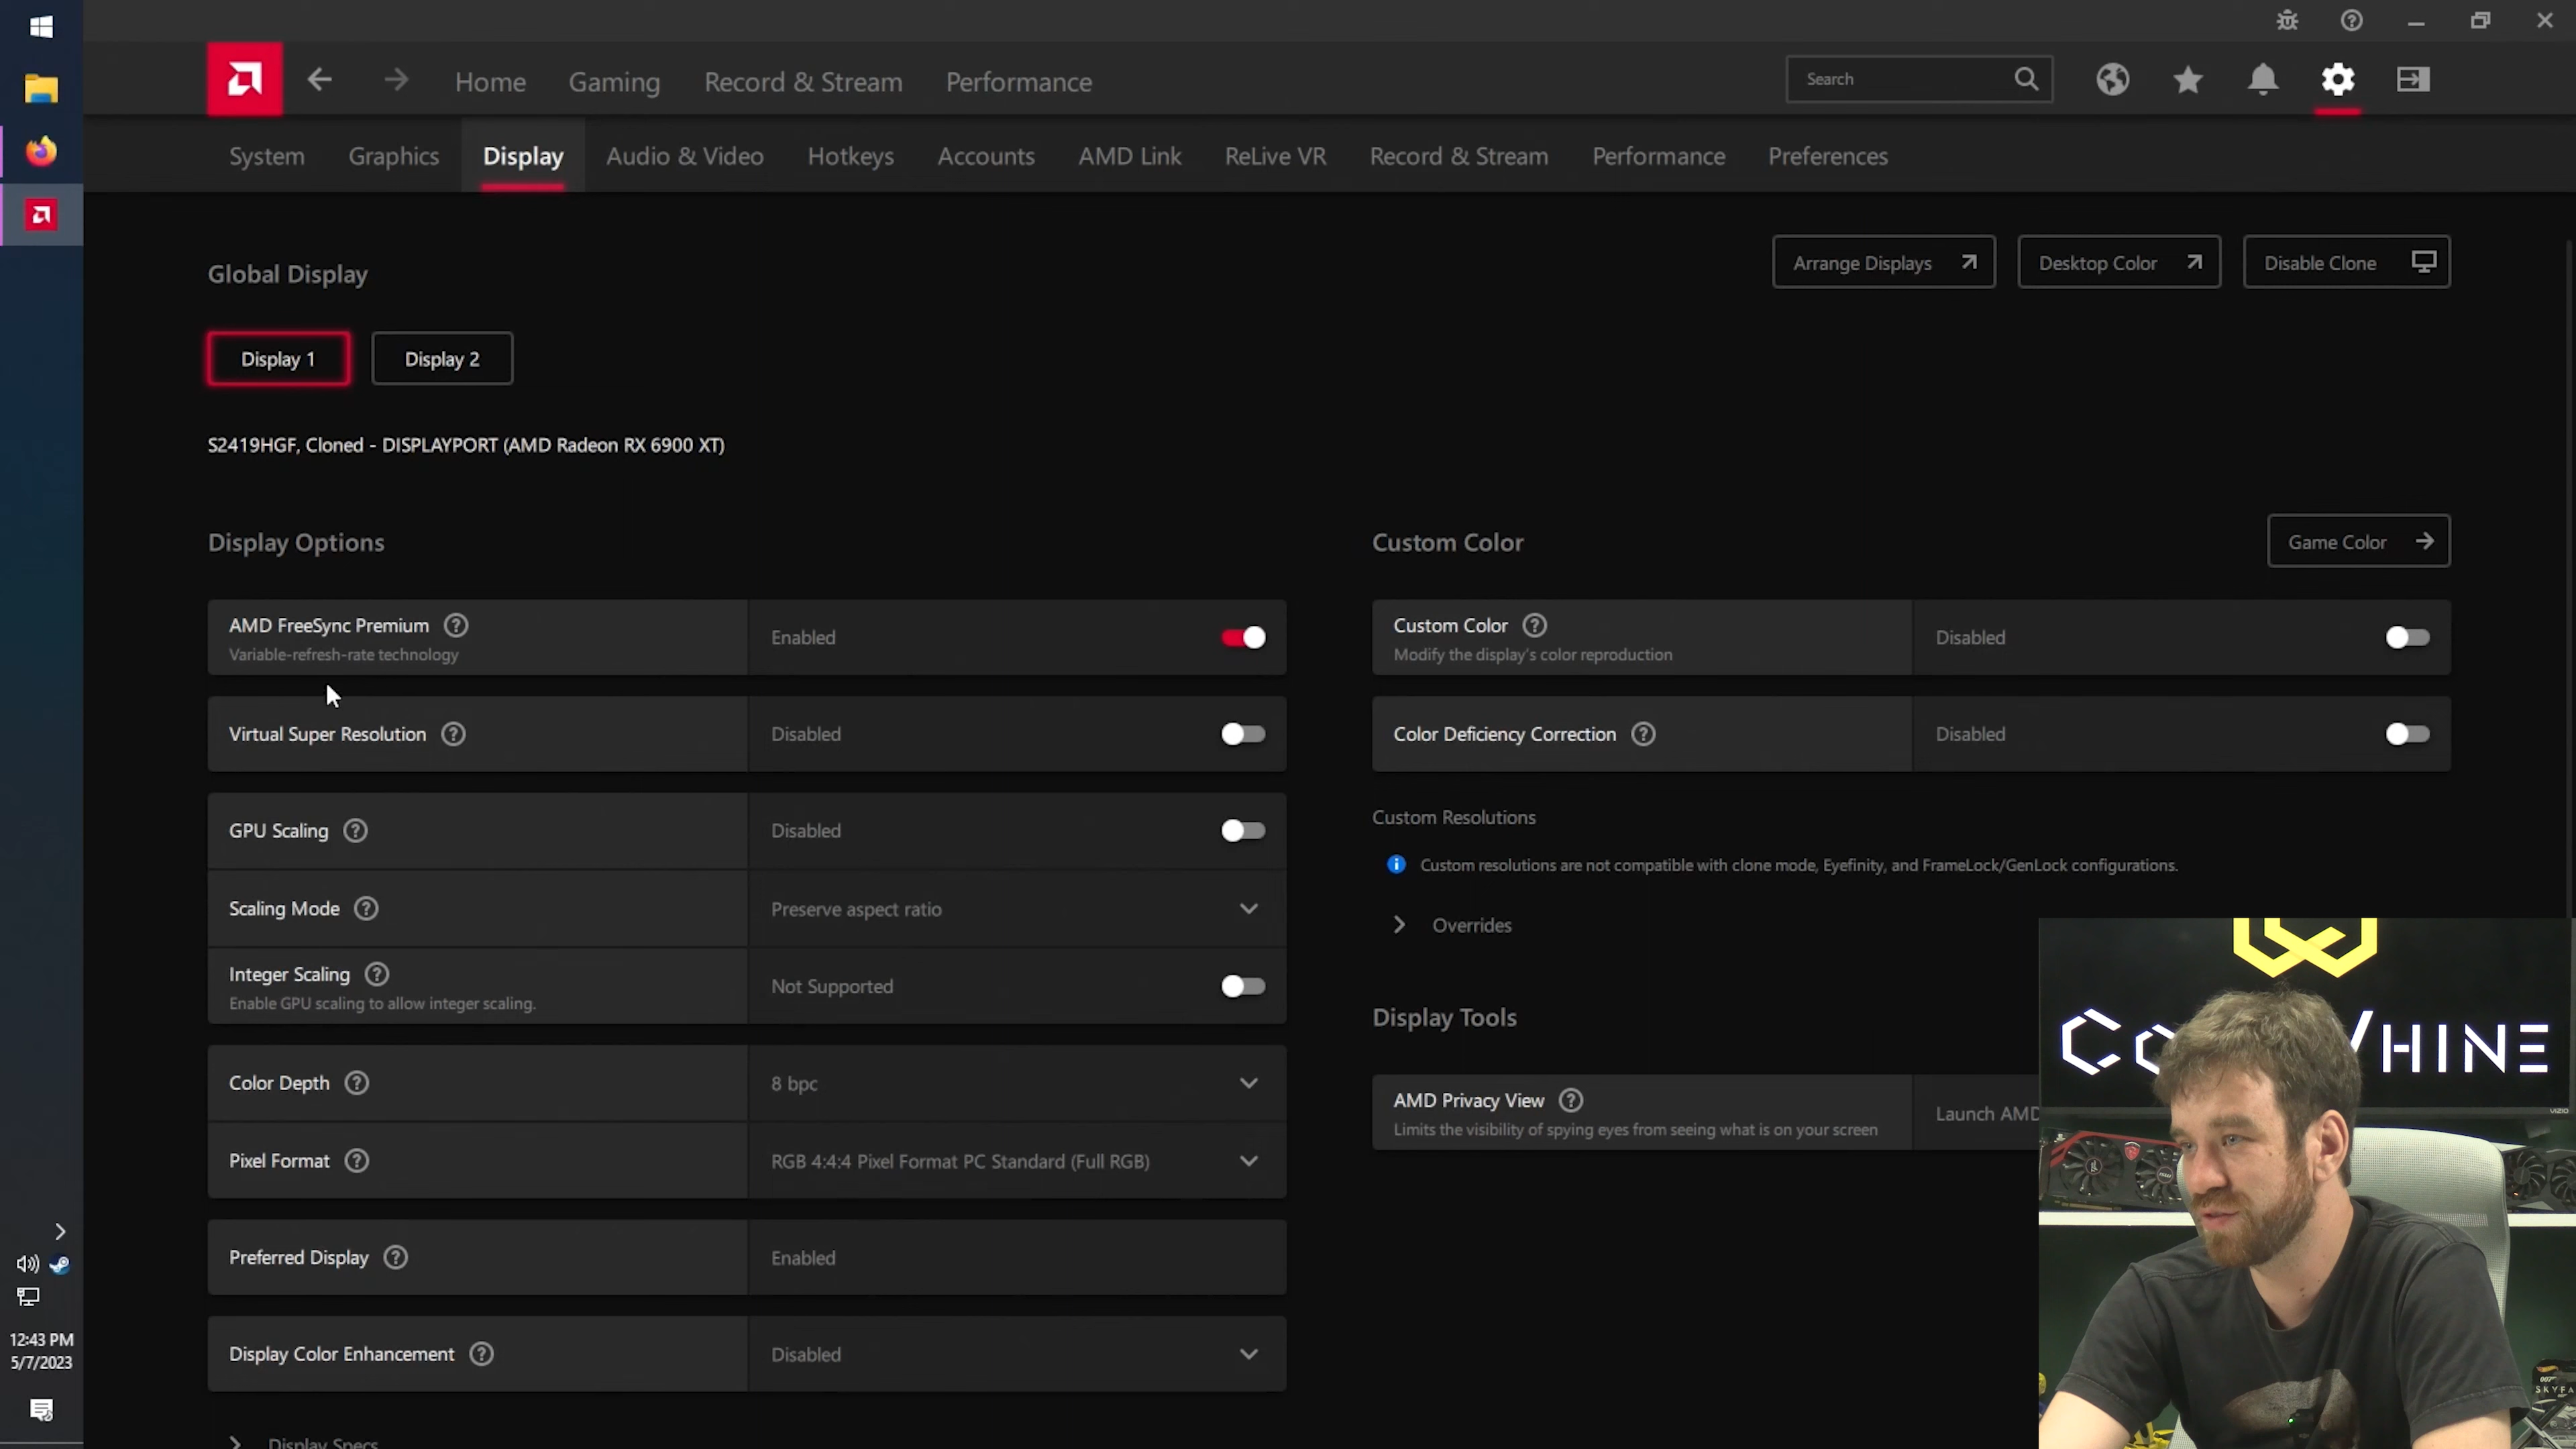 Home Gaming Record & Stream Performance Search
System Graphics Display Audio & Video Hotkeys Accounts AMD Link ReLive VR Record & Stream Performance Preferences
Global Display
Arrange Displays Desktop Color Disable Clone
Display 1 Display 2
S2419HGF, Cloned - DISPLAYPORT (AMD Radeon RX 6900 XT)
Display Options
AMD FreeSync Premium
Variable-refresh-rate technology
Enabled
Virtual Super Resolution
Disabled
GPU Scaling
Disabled
Scaling Mode
Preserve aspect ratio
Integer Scaling
Enable GPU scaling to allow integer scaling.
Not Supported
Color Depth
8 bpc
Pixel Format
RGB 4:4:4 Pixel Format PC Standard (Full RGB)
Preferred Display
Enabled
Display Color Enhancement
Disabled
Display Specs
Custom Color
Game Color
Custom Color
Modify the display's color reproduction
Disabled
Color Deficiency Correction
Disabled
Custom Resolutions
Custom resolutions are not compatible with clone mode, Eyefinity, and FrameLock/GenLock configurations.
Overrides
Display Tools
AMD Privacy View
Limits the visibility of spying eyes from seeing what is on your screen
Launch AMD
HINE
VIZIO
007
SKYFA
12:43 PM
5/7/2023